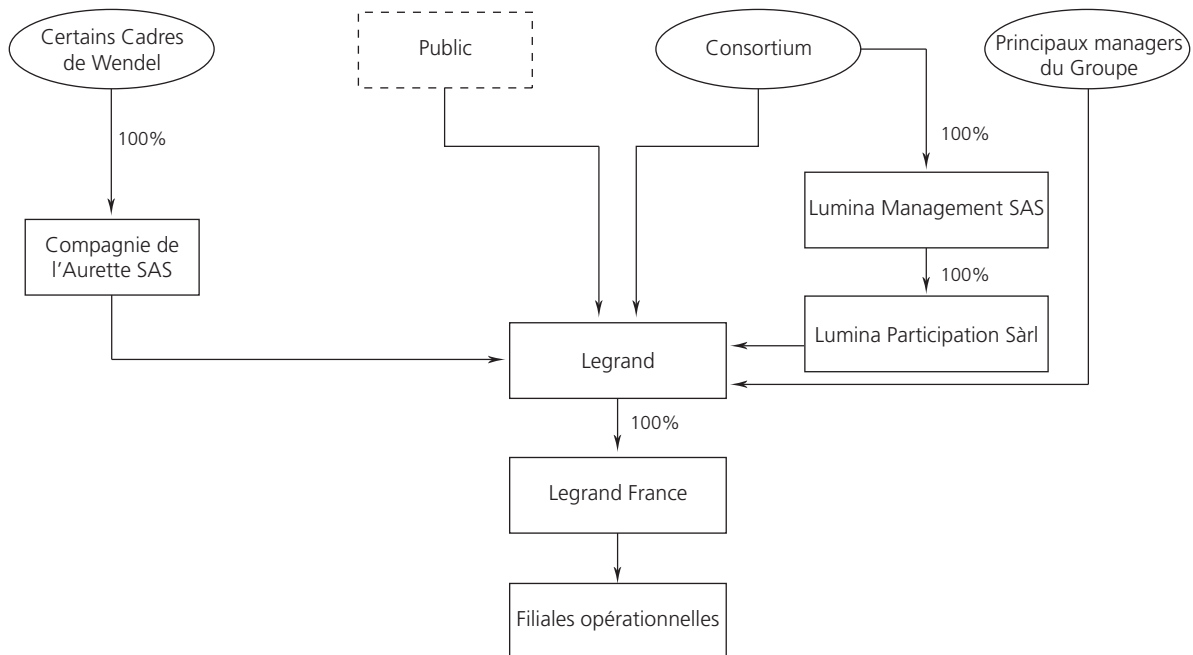 Certains Cadres
de Wendel
Public
Consortium
Principaux managers
du Groupe
100%
100%
Lumina Management SAS
Compagnie de
l'Aurette SAS
100%
Lumina Participation Sàrl
Legrand
100%
Legrand France
Filiales opérationnelles